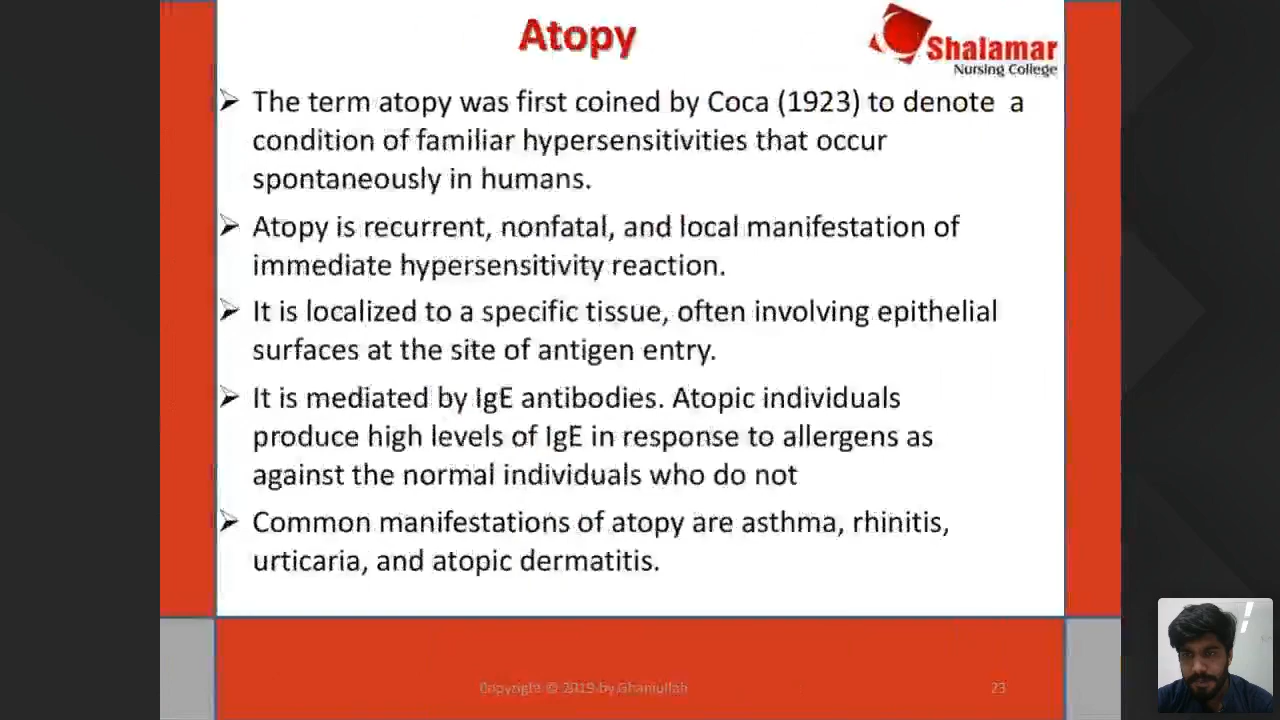 Atopy
Shalamar
Nursing College
➢ The term atopy was first coined by Coca (1923) to denote a
condition of familiar hypersensitivities that occur
spontaneously in humans.
➢ Atopy is recurrent, nonfatal, and local manifestation of
immediate hypersensitivity reaction.
➢ It is localized to a specific tissue, often involving epithelial
surfaces at the site of antigen entry.
➢ It is mediated by IgE antibodies. Atopic individuals
produce high levels of IgE in response to allergens as
against the normal individuals who do not
➢ Common manifestations of atopy are asthma, rhinitis,
urticaria, and atopic dermatitis.
Copyright © 2019 by Ghaniullah
23